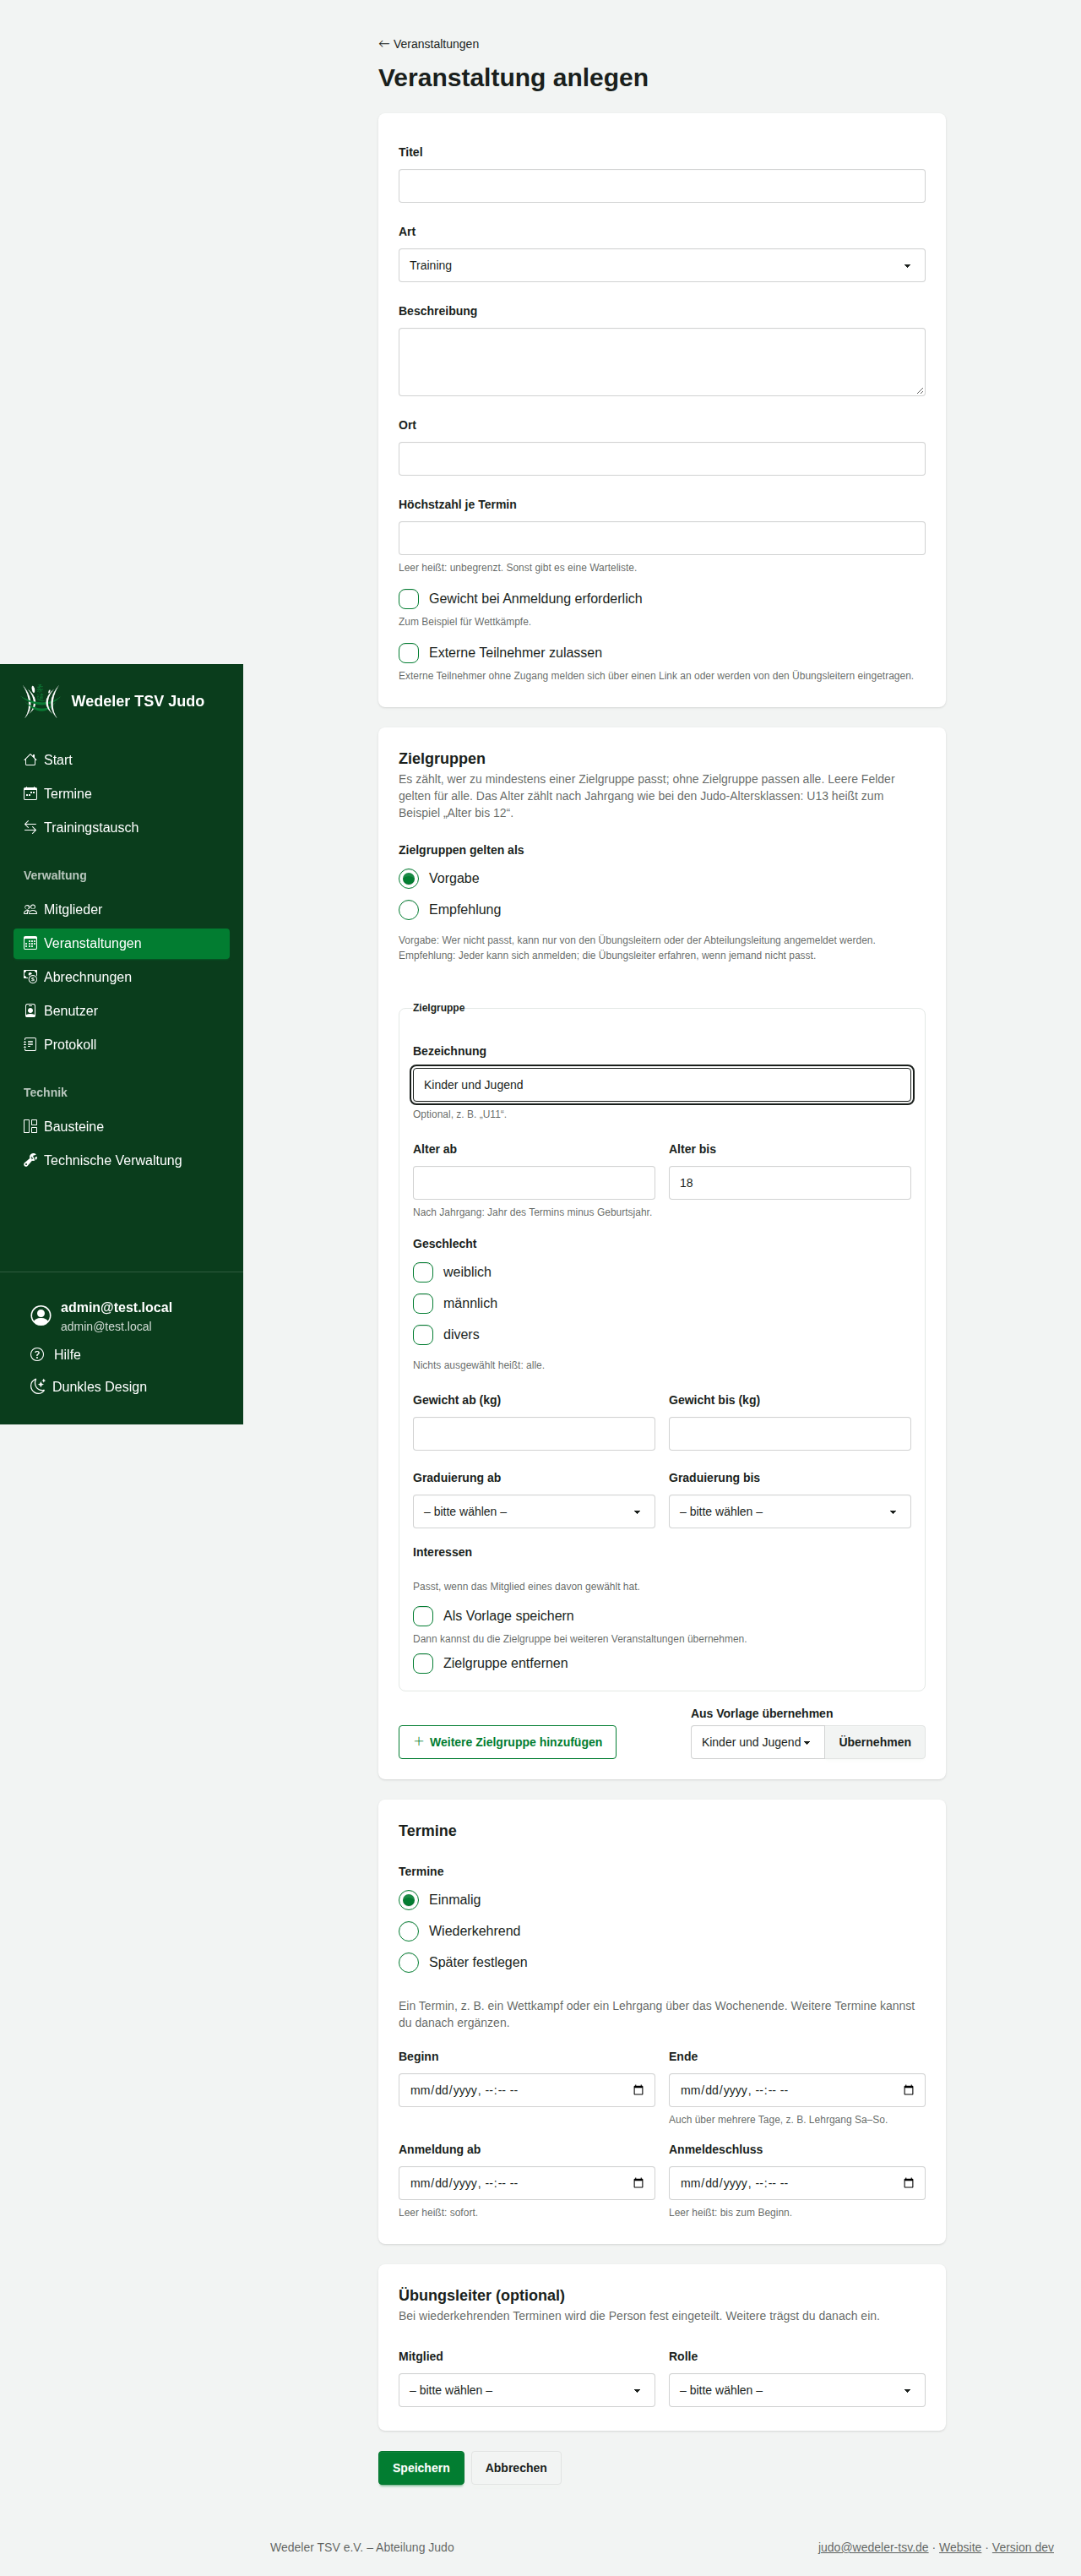 ← Veranstaltungen
Veranstaltung anlegen
Titel
Art
Training
Beschreibung
Ort
Höchstzahl je Termin
Leer heißt: unbegrenzt. Sonst gibt es eine Warteliste.
Gewicht bei Anmeldung erforderlich
Zum Beispiel für Wettkämpfe.
Externe Teilnehmer zulassen
Externe Teilnehmer ohne Zugang melden sich über einen Link an oder werden von den Übungsleitern eingetragen.
Wedeler TSV Judo
Start
Termine
Trainingstausch
Verwaltung
Mitglieder
Veranstaltungen
Abrechnungen
Benutzer
Protokoll
Technik
Bausteine
Technische Verwaltung
admin@test.local
admin@test.local
Hilfe
Dunkles Design
Zielgruppen
Es zählt, wer zu mindestens einer Zielgruppe passt; ohne Zielgruppe passen alle. Leere Felder
gelten für alle. Das Alter zählt nach Jahrgang wie bei den Judo-Altersklassen: U13 heißt zum
Beispiel „Alter bis 12“.
Zielgruppen gelten als
Vorgabe
Empfehlung
Vorgabe: Wer nicht passt, kann nur von den Übungsleitern oder der Abteilungsleitung angemeldet werden.
Empfehlung: Jeder kann sich anmelden; die Übungsleiter erfahren, wenn jemand nicht passt.
Zielgruppe
Bezeichnung
Kinder und Jugend
Optional, z. B. „U11“.
Alter ab
Alter bis
18
Nach Jahrgang: Jahr des Termins minus Geburtsjahr.
Geschlecht
weiblich
männlich
divers
Nichts ausgewählt heißt: alle.
Gewicht ab (kg)
Gewicht bis (kg)
Graduierung ab
Graduierung bis
– bitte wählen –
– bitte wählen –
Interessen
Passt, wenn das Mitglied eines davon gewählt hat.
Als Vorlage speichern
Dann kannst du die Zielgruppe bei weiteren Veranstaltungen übernehmen.
Zielgruppe entfernen
Aus Vorlage übernehmen
+ Weitere Zielgruppe hinzufügen
Kinder und Jugend
Übernehmen
Termine
Termine
Einmalig
Wiederkehrend
Später festlegen
Ein Termin, z. B. ein Wettkampf oder ein Lehrgang über das Wochenende. Weitere Termine kannst
du danach ergänzen.
Beginn
Ende
mm/dd/yyyy, --:-- --
mm/dd/yyyy, --:-- --
Auch über mehrere Tage, z. B. Lehrgang Sa–So.
Anmeldung ab
Anmeldeschluss
mm/dd/yyyy, --:-- --
mm/dd/yyyy, --:-- --
Leer heißt: sofort.
Leer heißt: bis zum Beginn.
Übungsleiter (optional)
Bei wiederkehrenden Terminen wird die Person fest eingeteilt. Weitere trägst du danach ein.
Mitglied
Rolle
– bitte wählen –
– bitte wählen –
Speichern
Abbrechen
Wedeler TSV e.V. – Abteilung Judo
judo@wedeler-tsv.de · Website · Version dev